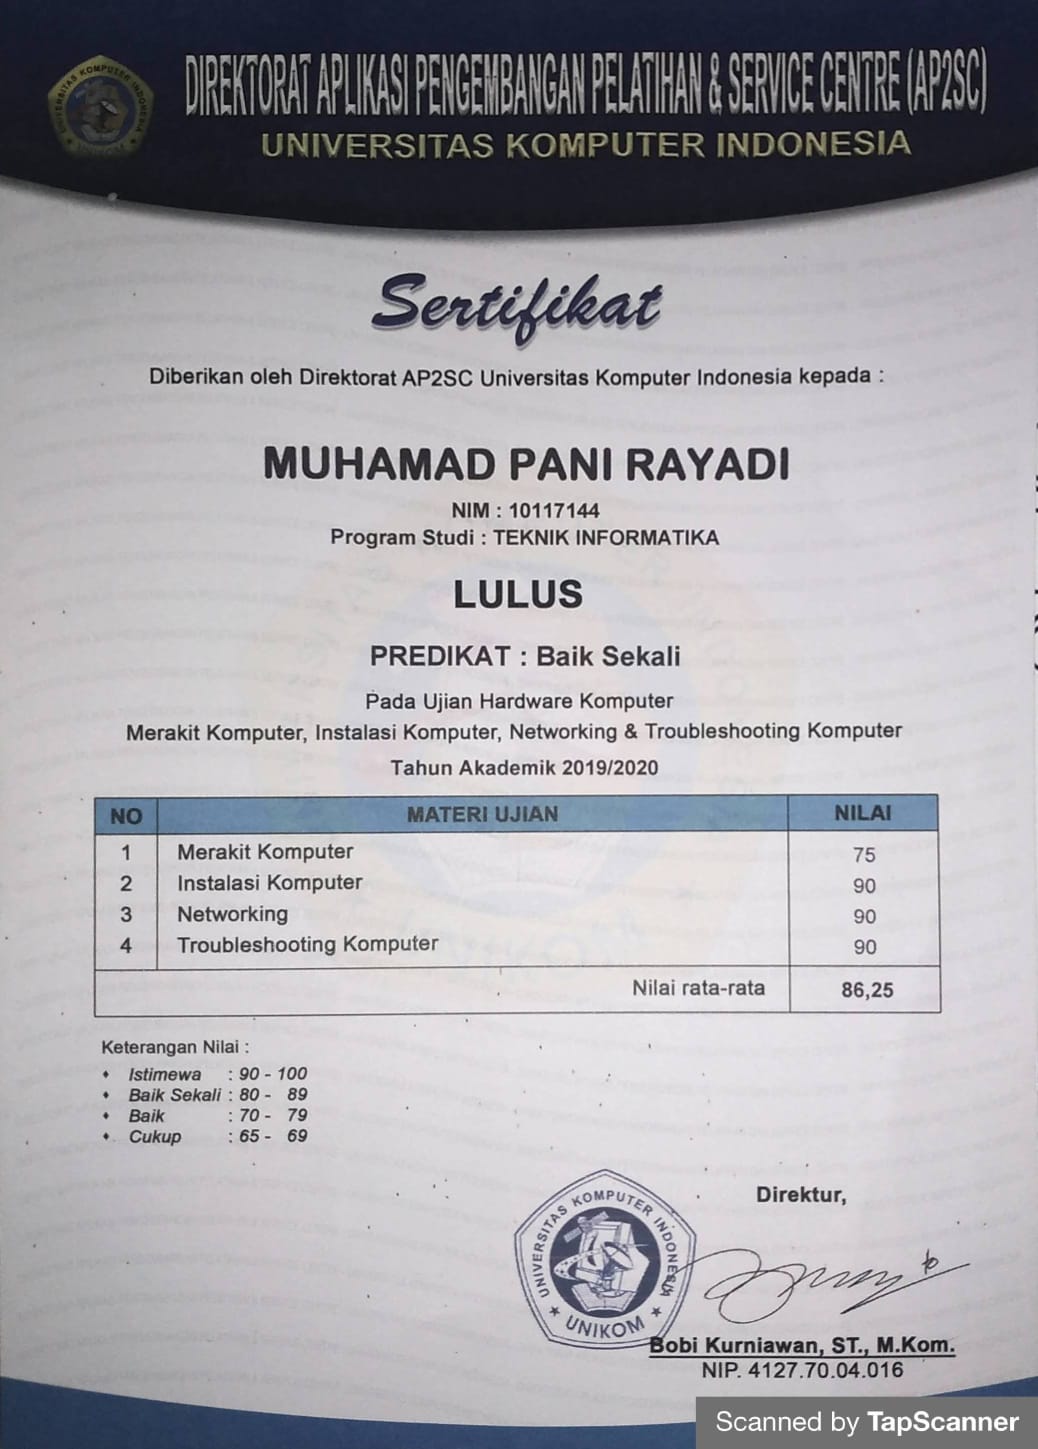 DIREKTORAT APLIKASI PENGEMBANGAN PELATIHAN & SERVICE CENTRE (AP2SC)
UNIVERSITAS KOMPUTER INDONESIA
UNIVERSITAS KOMPUTER INDONESIA
UNIKOM
Sertifikat
Diberikan oleh Direktorat AP2SC Universitas Komputer Indonesia kepada :
MUHAMAD PANI RAYADI
NIM : 10117144
Program Studi : TEKNIK INFORMATIKA
LULUS
PREDIKAT : Baik Sekali
Pada Ujian Hardware Komputer
Merakit Komputer, Instalasi Komputer, Networking & Troubleshooting Komputer
Tahun Akademik 2019/2020
NO MATERI UJIAN NILAI
1 Merakit Komputer 75
2 Instalasi Komputer 90
3 Networking 90
4 Troubleshooting Komputer 90
Nilai rata-rata 86,25
Keterangan Nilai :
♦ Istimewa : 90 - 100
♦ Baik Sekali : 80 - 89
♦ Baik : 70 - 79
♦ Cukup : 65 - 69
Direktur,
UNIVERSITAS KOMPUTER INDONESIA
★ UNIKOM ★
Bobi Kurniawan, ST., M.Kom.
NIP. 4127.70.04.016
Scanned by TapScanner